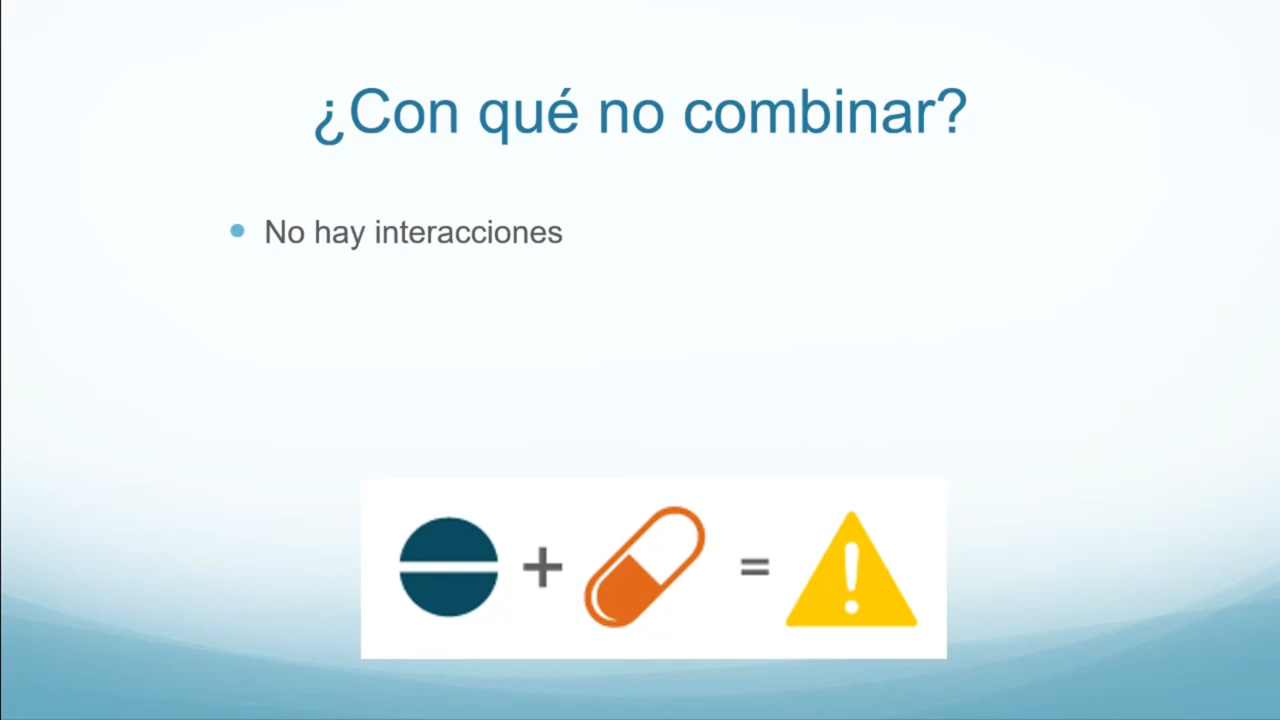 ¿Con qué no combinar?
No hay interacciones
+ =